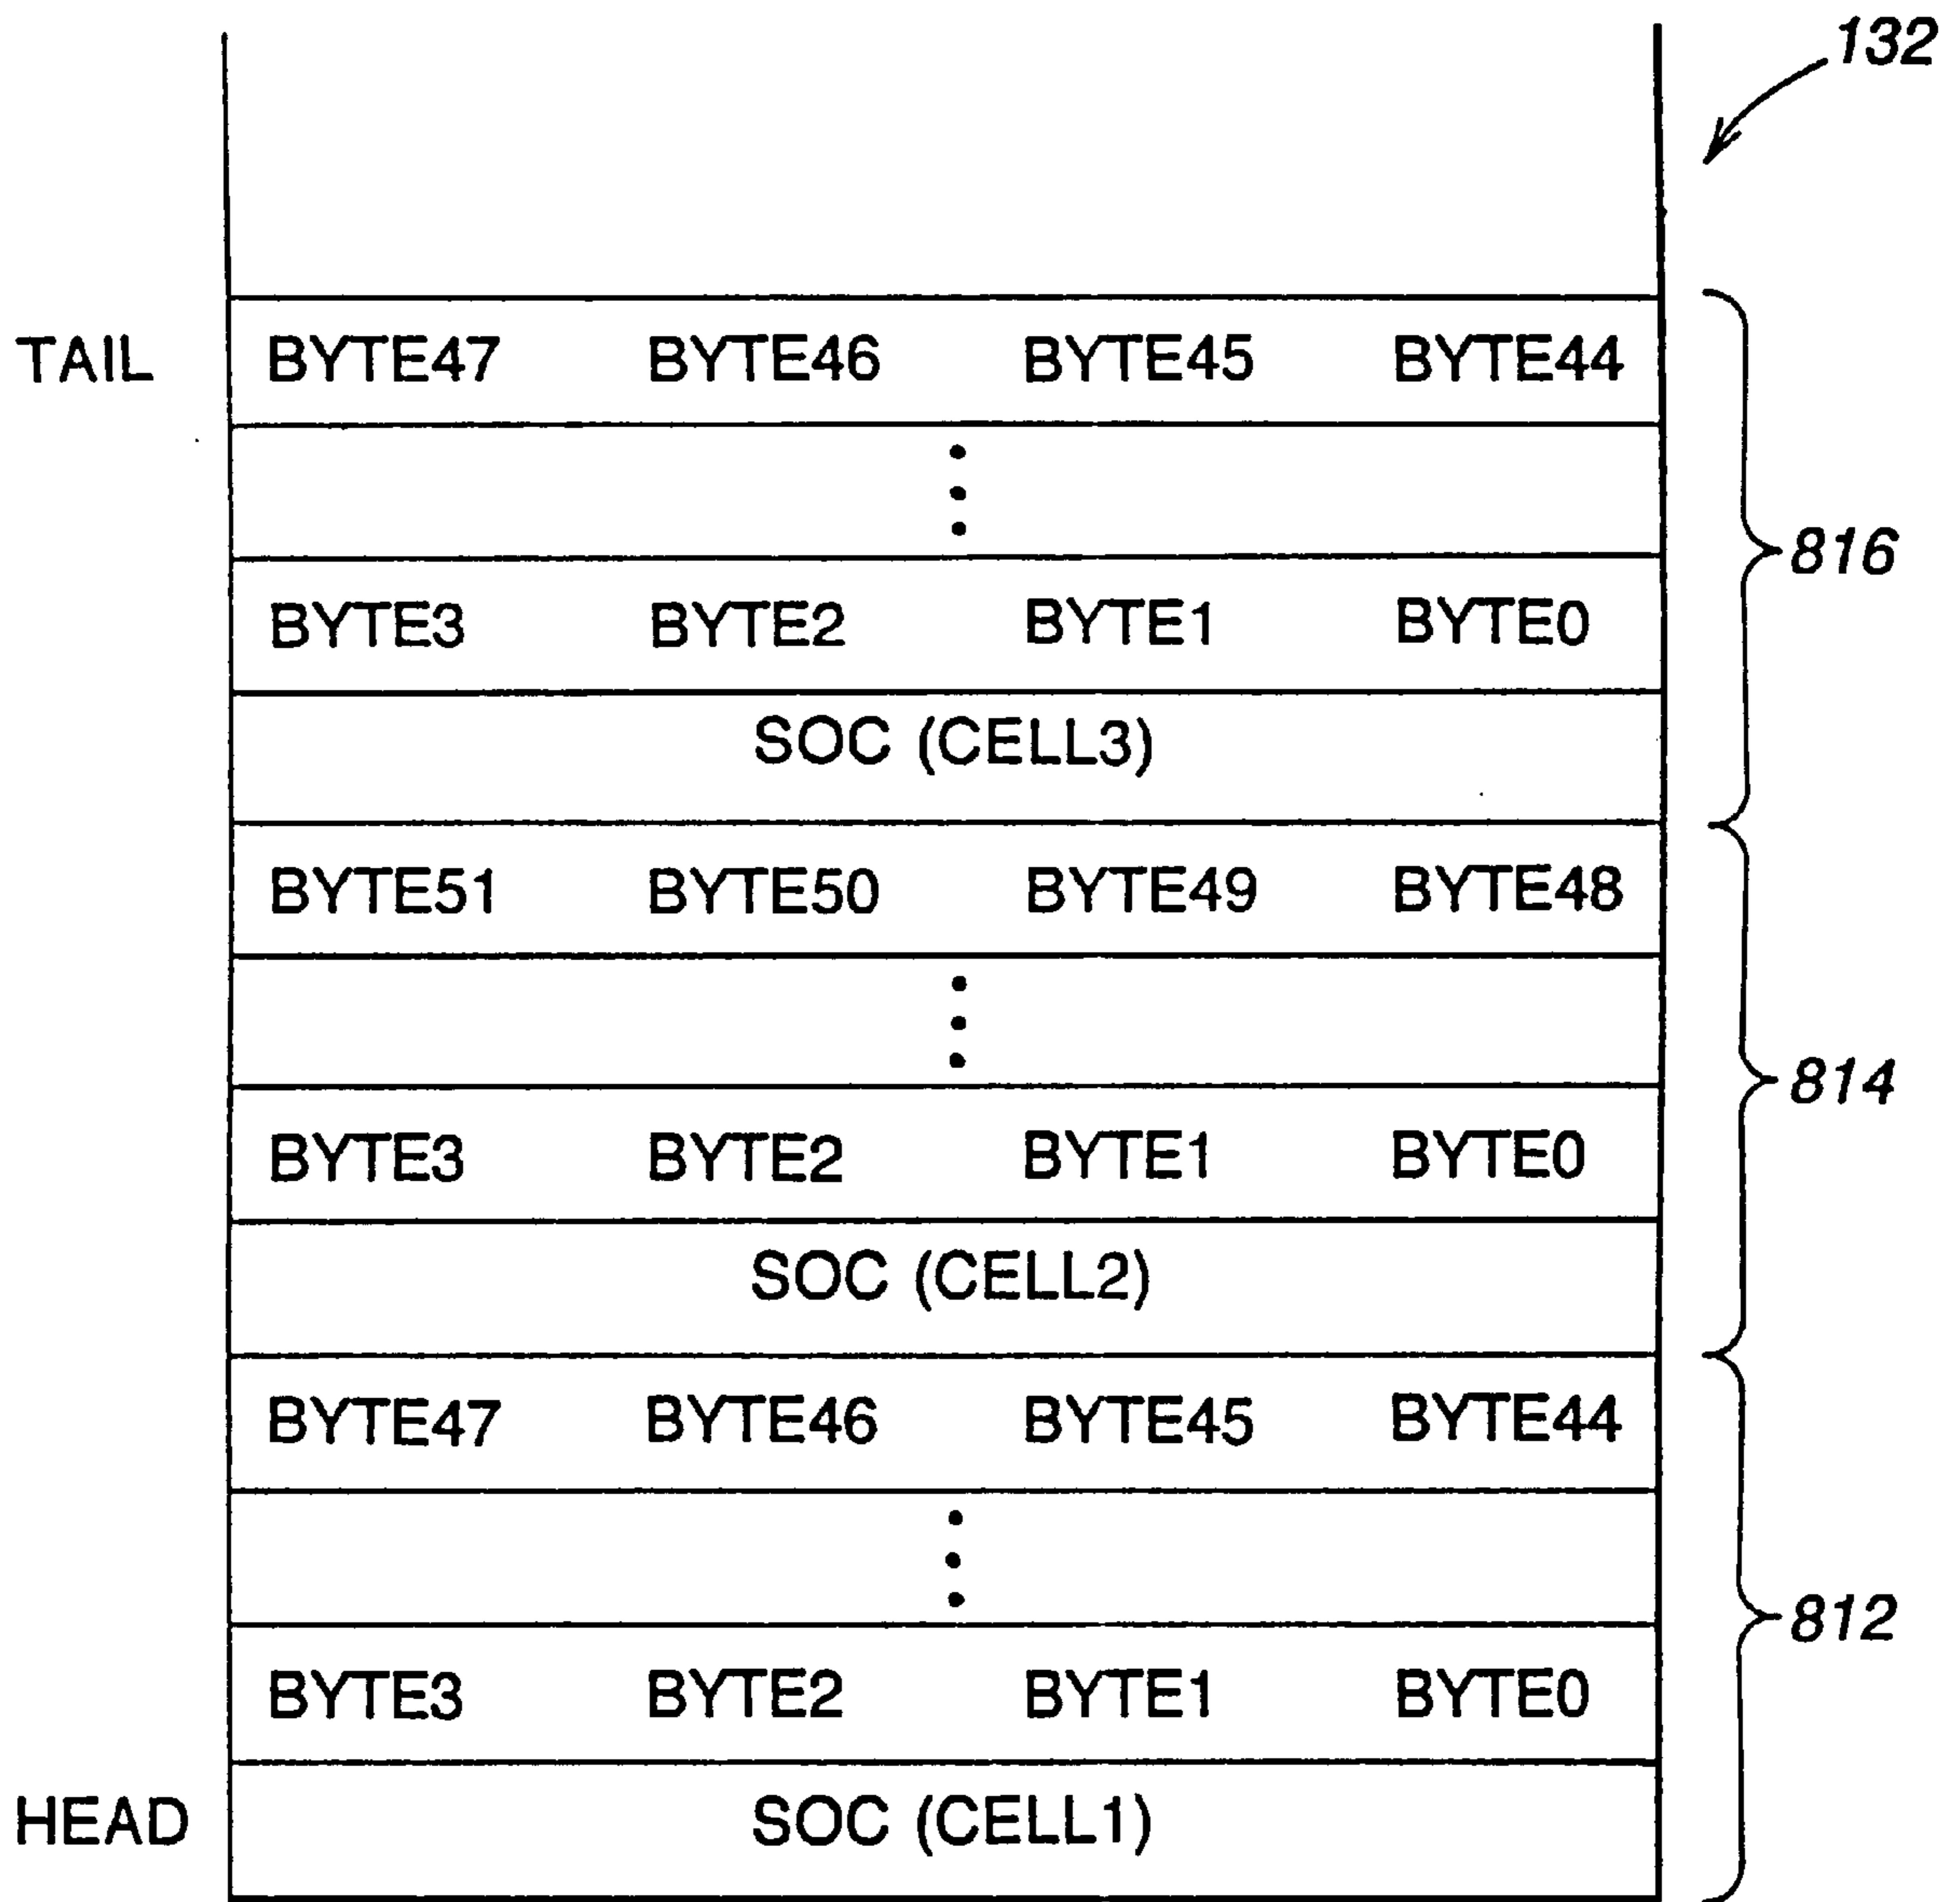 132
TAIL BYTE47 BYTE46 BYTE45 BYTE44
816
BYTE3 BYTE2 BYTE1 BYTE0
SOC (CELL3)
BYTE51 BYTE50 BYTE49 BYTE48
814
BYTE3 BYTE2 BYTE1 BYTE0
SOC (CELL2)
BYTE47 BYTE46 BYTE45 BYTE44
812
BYTE3 BYTE2 BYTE1 BYTE0
HEAD SOC (CELL1)